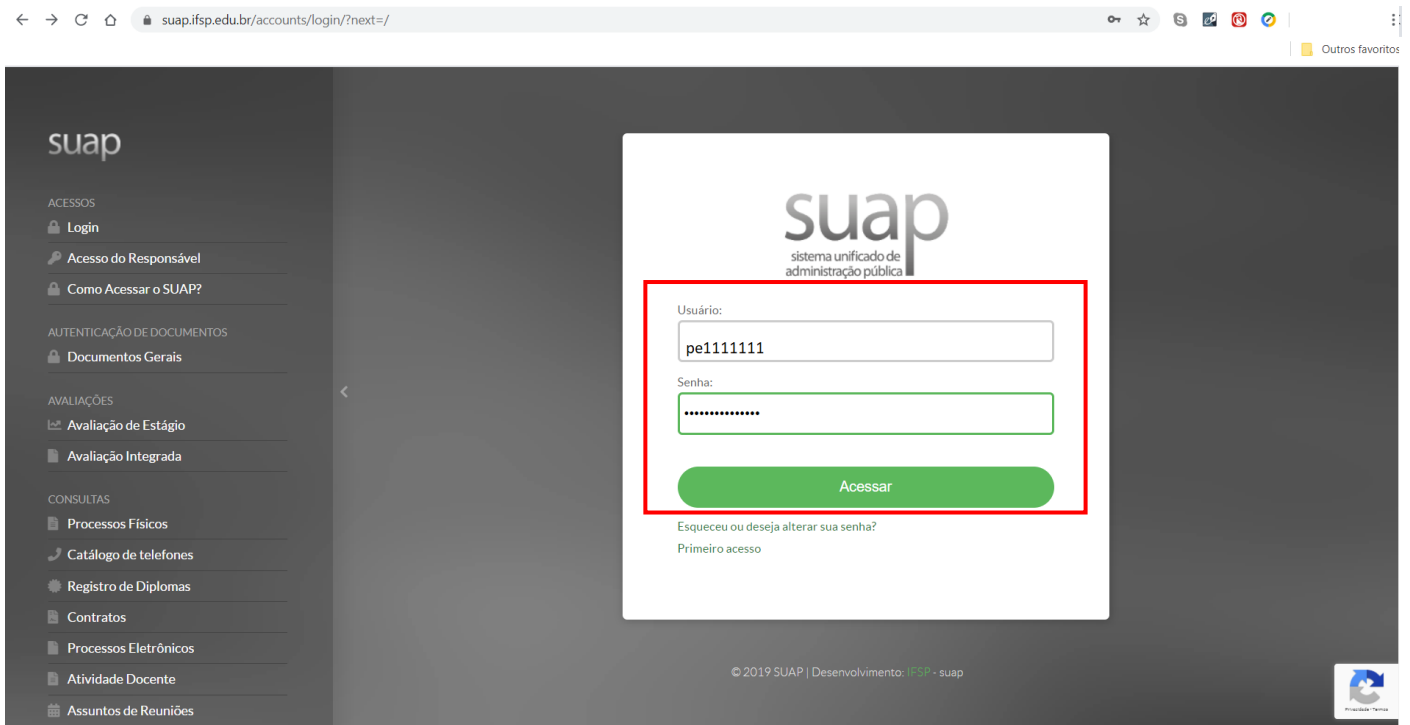 suap.ifsp.edu.br/accounts/login/?next=/
Outros favoritos
suap
ACESSOS
Login
Acesso do Responsável
Como Acessar o SUAP?
AUTENTICAÇÃO DE DOCUMENTOS
Documentos Gerais
AVALIAÇÕES
Avaliação de Estágio
Avaliação Integrada
CONSULTAS
Processos Físicos
Catálogo de telefones
Registro de Diplomas
Contratos
Processos Eletrônicos
Atividade Docente
Assuntos de Reuniões
suap
sistema unificado de
administração pública
Usuário:
pe1111111
Senha:
•••••••••••••••
Acessar
Esqueceu ou deseja alterar sua senha?
Primeiro acesso
© 2019 SUAP | Desenvolvimento: IFSP - suap
Privacidade - Termos